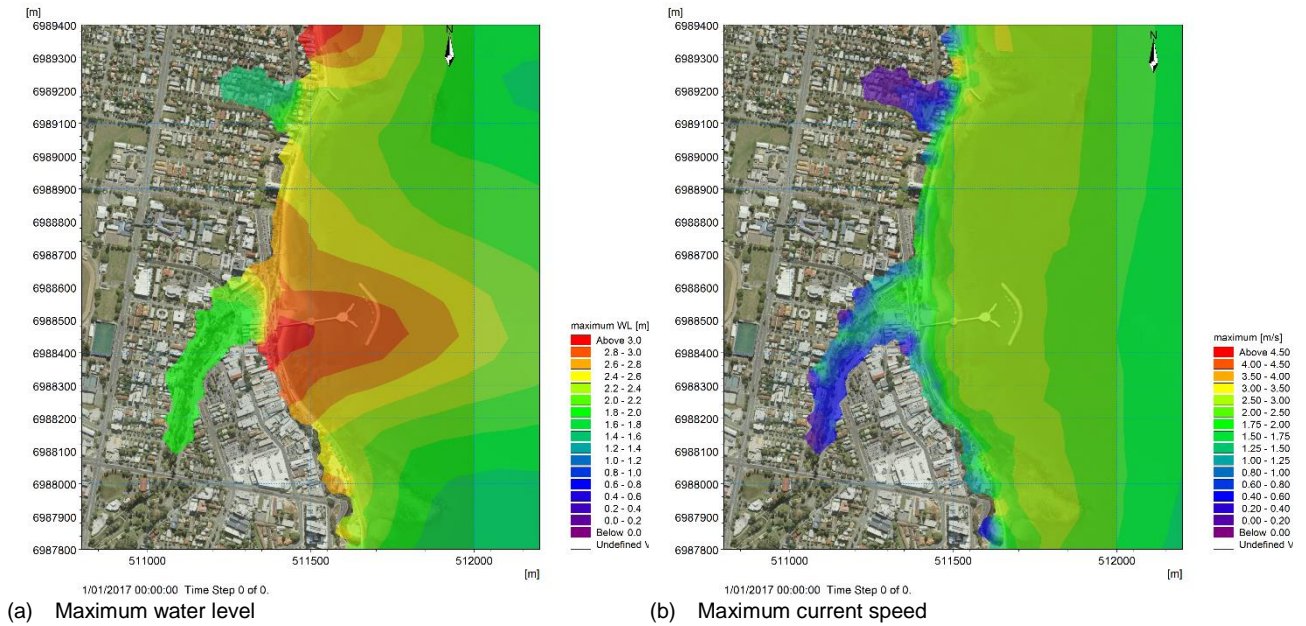 [m]
6989400
6989300
6989200
6989100
6989000
6988900
6988800
6988700
6988600
6988500
6988400
6988300
6988200
6988100
6988000
6987900
6987800
511000
511500
512000
[m]
N
maximum WL [m]
Above 3.0
2.8 - 3.0
2.6 - 2.8
2.4 - 2.6
2.2 - 2.4
2.0 - 2.2
1.8 - 2.0
1.6 - 1.8
1.4 - 1.6
1.2 - 1.4
1.0 - 1.2
0.8 - 1.0
0.6 - 0.8
0.4 - 0.6
0.2 - 0.4
0.0 - 0.2
Below 0.0
Undefined V
1/01/2017 00:00:00 Time Step 0 of 0.
(a) Maximum water level
[m]
6989400
6989300
6989200
6989100
6989000
6988900
6988800
6988700
6988600
6988500
6988400
6988300
6988200
6988100
6988000
6987900
6987800
511000
511500
512000
[m]
N
maximum [m/s]
Above 4.50
4.00 - 4.50
3.50 - 4.00
3.00 - 3.50
2.50 - 3.00
2.00 - 2.50
1.75 - 2.00
1.50 - 1.75
1.25 - 1.50
1.00 - 1.25
0.80 - 1.00
0.60 - 0.80
0.40 - 0.60
0.20 - 0.40
0.00 - 0.20
Below 0.00
Undefined V
1/01/2017 00:00:00 Time Step 0 of 0.
(b) Maximum current speed